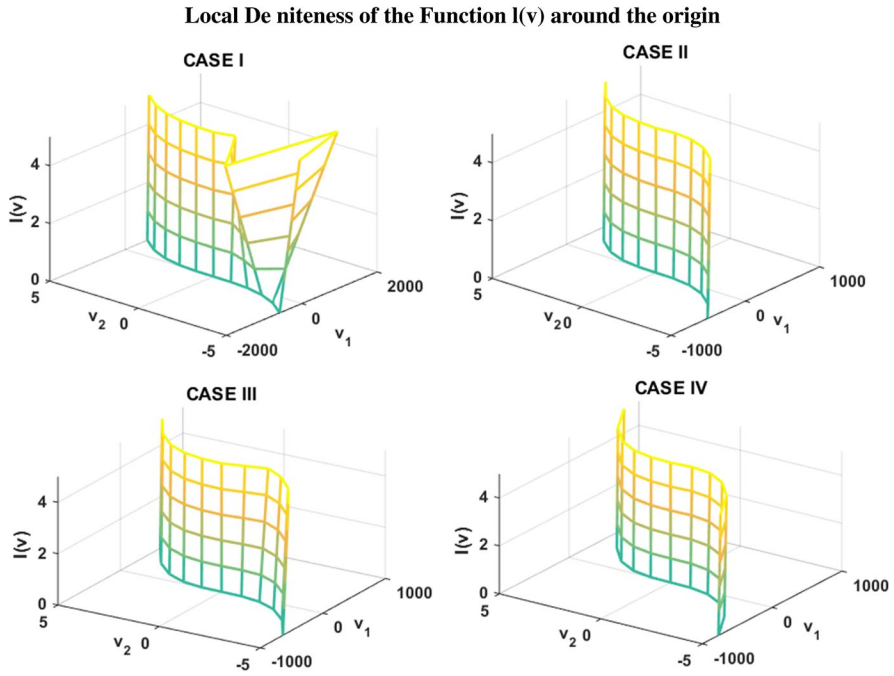 Local De niteness of the Function l(v) around the origin
CASE I
l(v)
4
2
0
5
v2 0
-5
-2000
0
v1
2000
CASE II
l(v)
4
2
0
5
v20
-5
-1000
0
v1
1000
CASE III
l(v)
4
2
0
5
v2 0
-5
-1000
0
v1
1000
CASE IV
l(v)
4
2
0
5
v2 0
-5
-1000
0
v1
1000